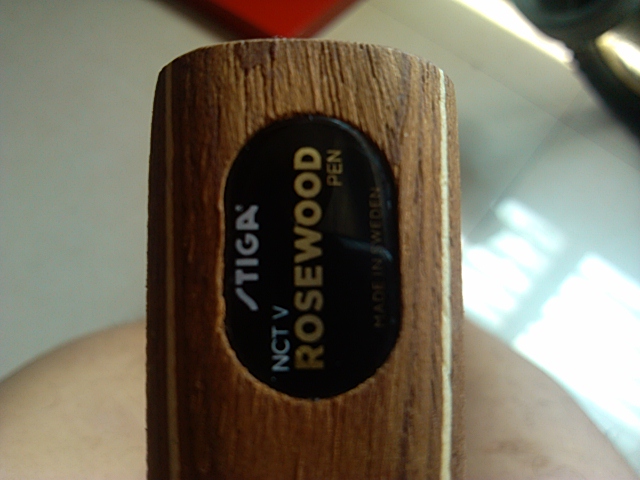 STIGA
NCT V
ROSEWOOD
PEN
MADE IN SWEDEN